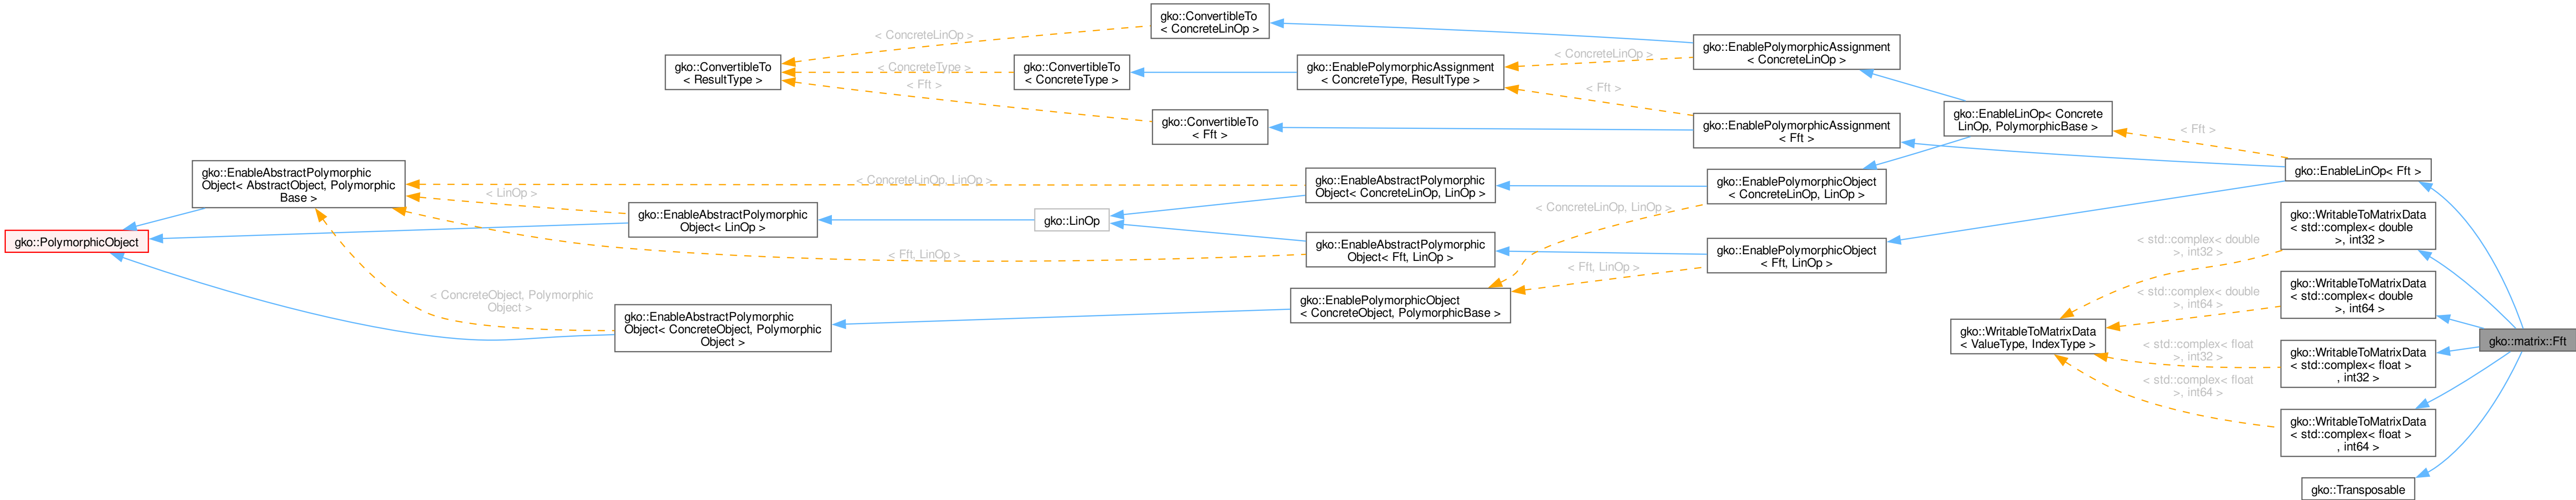 gko::ConvertibleTo
< ConcreteLinOp >
< ConcreteLinOp >
gko::EnablePolymorphicAssignment
< ConcreteLinOp >
< ConcreteLinOp >
gko::ConvertibleTo
< ResultType >
< ConcreteType >
gko::ConvertibleTo
< ConcreteType >
gko::EnablePolymorphicAssignment
< ConcreteType, ResultType >
< Fft >
< Fft >
gko::ConvertibleTo
< Fft >
gko::EnablePolymorphicAssignment
< Fft >
gko::EnableLinOp< Concrete
LinOp, PolymorphicBase >
< Fft >
gko::EnableLinOp< Fft >
gko::EnableAbstractPolymorphic
Object< AbstractObject, Polymorphic
Base >
< ConcreteLinOp, LinOp >
gko::EnableAbstractPolymorphic
Object< ConcreteLinOp, LinOp >
gko::EnablePolymorphicObject
< ConcreteLinOp, LinOp >
< LinOp >
gko::EnableAbstractPolymorphic
Object< LinOp >
gko::LinOp
< ConcreteLinOp, LinOp >
gko::WritableToMatrixData
< std::complex< double
>, int32 >
gko::PolymorphicObject
< Fft, LinOp >
gko::EnableAbstractPolymorphic
Object< Fft, LinOp >
gko::EnablePolymorphicObject
< Fft, LinOp >
< std::complex< double
>, int32 >
< Fft, LinOp >
< ConcreteObject, Polymorphic
Object >
gko::EnableAbstractPolymorphic
Object< ConcreteObject, Polymorphic
Object >
gko::EnablePolymorphicObject
< ConcreteObject, PolymorphicBase >
< std::complex< double
>, int64 >
gko::WritableToMatrixData
< std::complex< double
>, int64 >
gko::WritableToMatrixData
< ValueType, IndexType >
gko::matrix::Fft
< std::complex< float
>, int32 >
gko::WritableToMatrixData
< std::complex< float >
, int32 >
< std::complex< float
>, int64 >
gko::WritableToMatrixData
< std::complex< float >
, int64 >
gko::Transposable